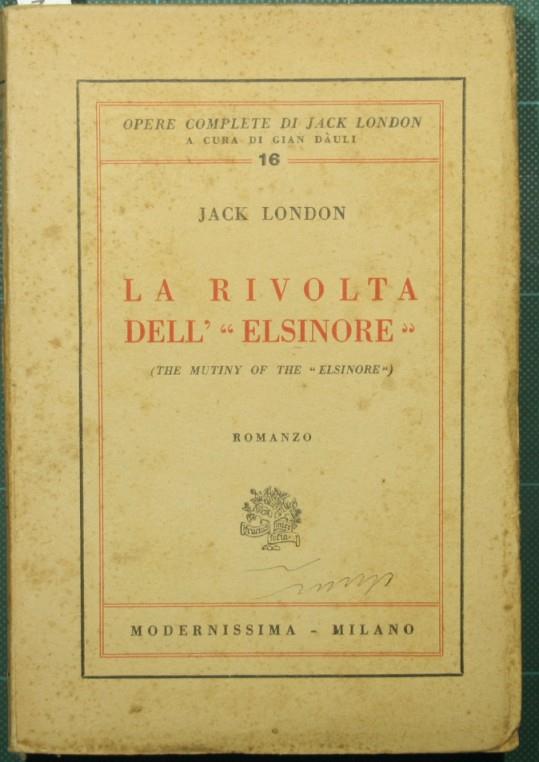 OPERE COMPLETE DI JACK LONDON
A CURA DI GIAN DÀULI
16
JACK LONDON
LA RIVOLTA
DELL' “ ELSINORE ”
(THE MUTINY OF THE “ ELSINORE “)
ROMANZO
MODERNISSIMA - MILANO